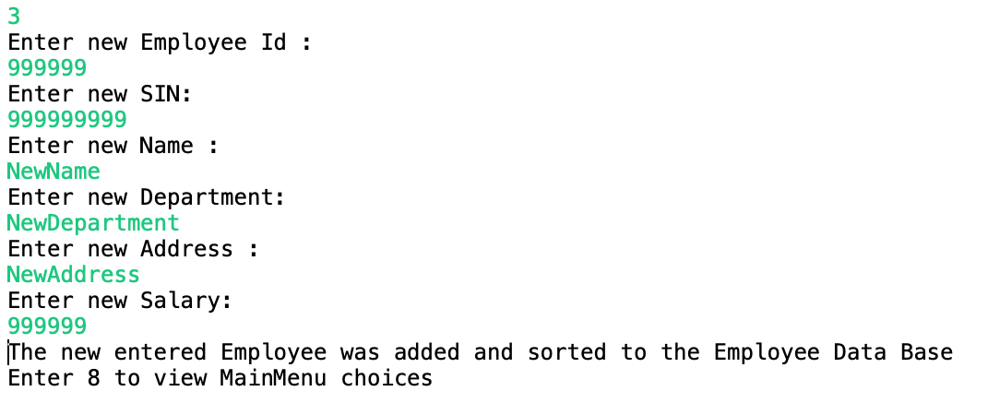 3
Enter new Employee Id :
999999
Enter new SIN:
999999999
Enter new Name :
NewName
Enter new Department:
NewDepartment
Enter new Address :
NewAddress
Enter new Salary:
999999
The new entered Employee was added and sorted to the Employee Data Base
Enter 8 to view MainMenu choices